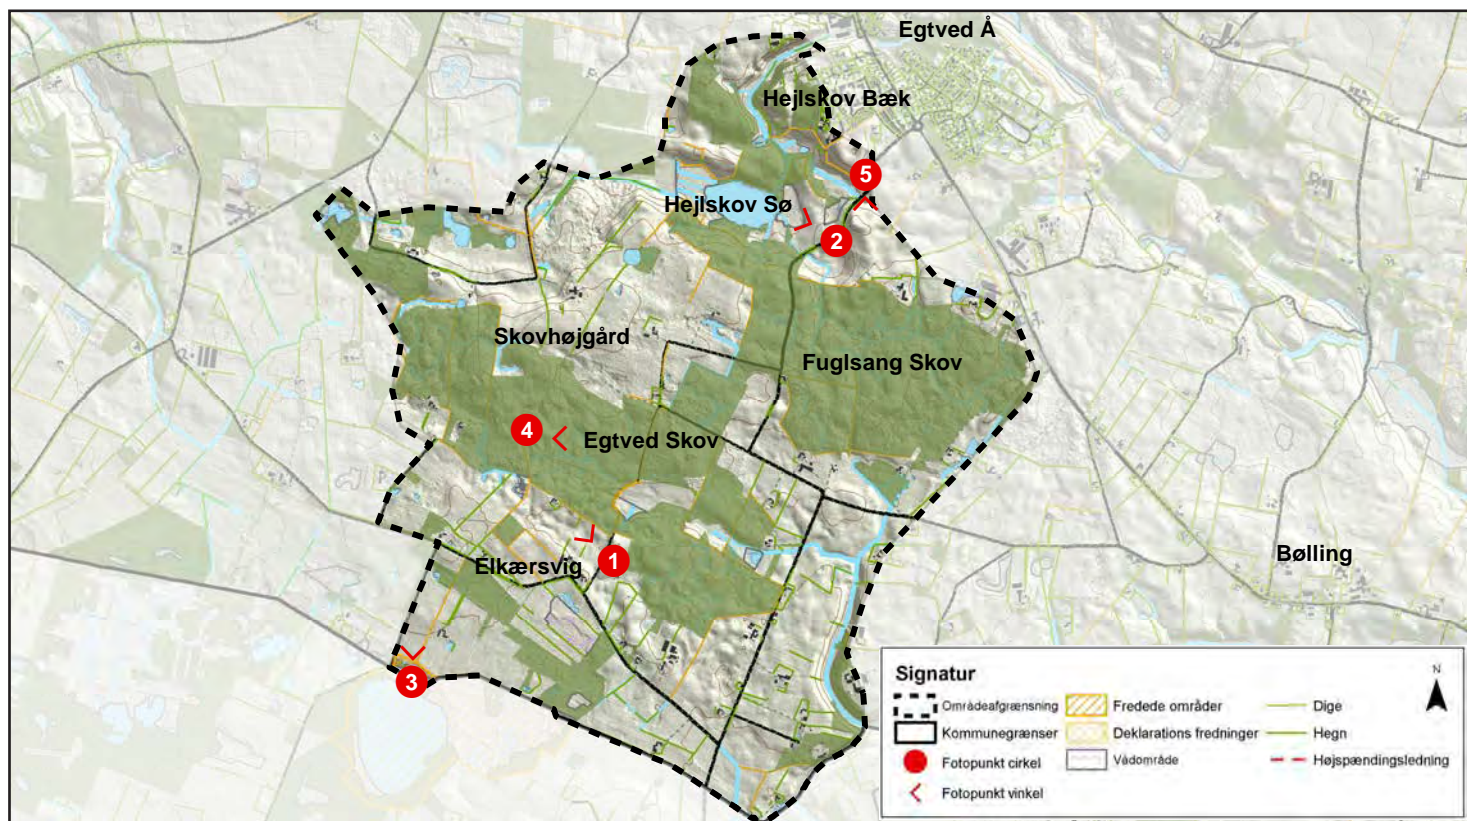 Egtved Å
Hejlskov Bæk
5
Hejlskov Sø
2
Skovhøjgård
Fuglsang Skov
4
Egtved Skov
Bølling
1
Elkærsvig
3
Signatur
N
Områdeafgrænsning
Fredede områder
Dige
Kommunegrænser
Deklarations fredninger
Hegn
Fotopunkt cirkel
Vådområde
Højspændingsledning
Fotopunkt vinkel